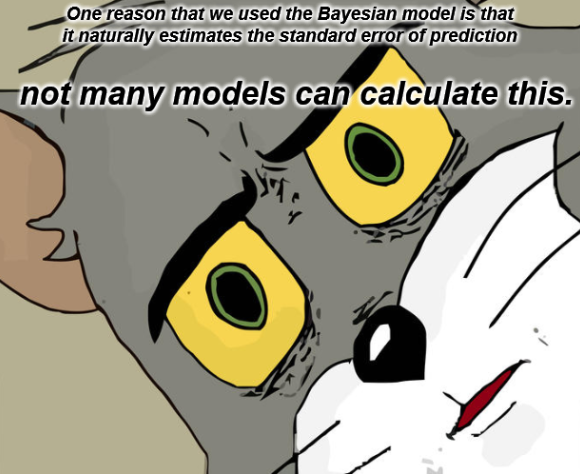 One reason that we used the Bayesian model is that
it naturally estimates the standard error of prediction
not many models can calculate this.